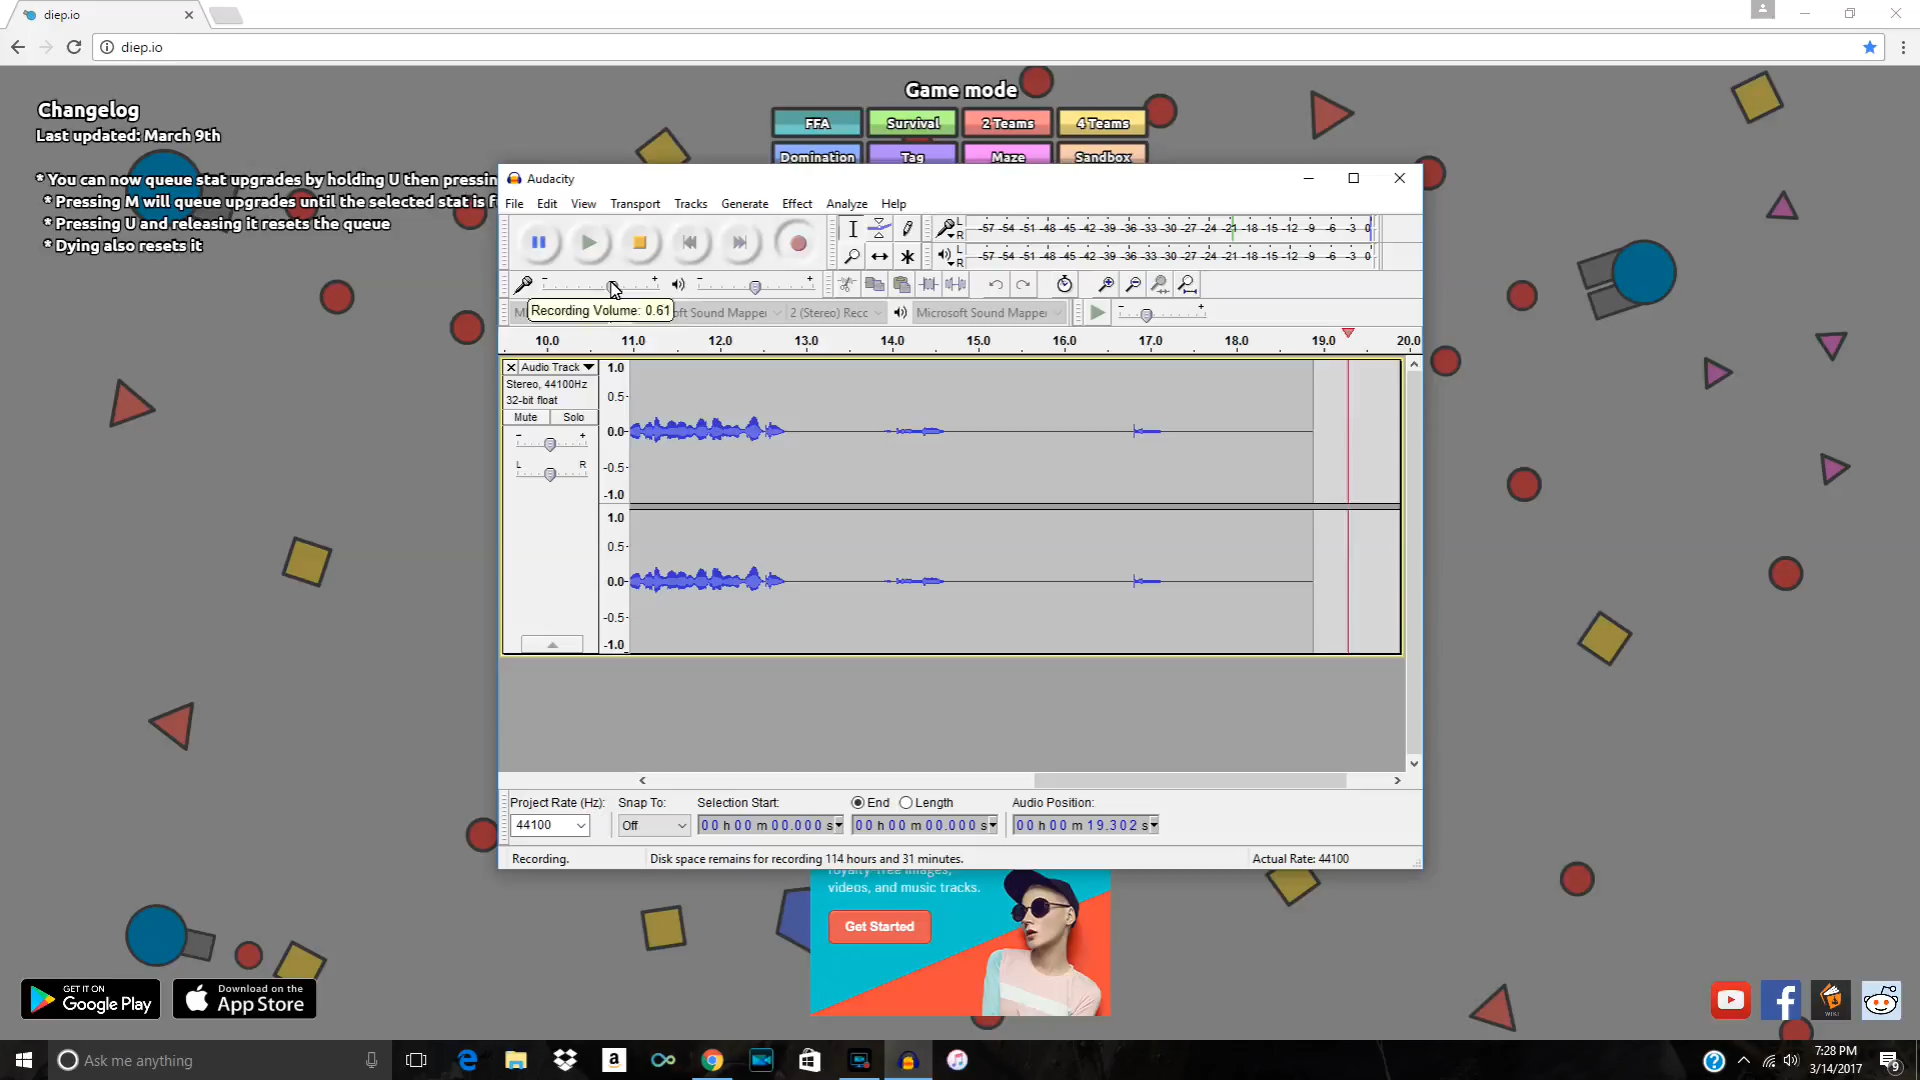 diep.io
diep.io
Changelog
Last updated: March 9th
* You can now queue stat upgrades by holding U then pressin
* Pressing M will queue upgrades until the selected stat is f
* Pressing U and releasing it resets the queue
* Dying also resets it
Game mode
FFA
Survival
2 Teams
4 Teams
Domination
Tag
Maze
Sandbox
Audacity
File Edit View Transport Tracks Generate Effect Analyze Help
L
R
-57 -54 -51 -48 -45 -42 -39 -36 -33 -30 -27 -24 -21 -18 -15 -12 -9 -6 -3 0
L
R
-57 -54 -51 -48 -45 -42 -39 -36 -33 -30 -27 -24 -21 -18 -15 -12 -9 -6 -3 0
- + - +
Recording Volume: 0.61
oft Sound Mapper 2 (Stereo) Recc Microsoft Sound Mapper - +
10.0 11.0 12.0 13.0 14.0 15.0 16.0 17.0 18.0 19.0 20.0
Audio Track
Stereo, 44100Hz
32-bit float
Mute Solo
- +
L R
1.0
0.5
0.0
-0.5
-1.0
1.0
0.5
0.0
-0.5
-1.0
Project Rate (Hz): Snap To: Selection Start: End Length Audio Position:
44100 Off 00 h 00 m 00.000 s 00 h 00 m 00.000 s 00 h 00 m 19.302 s
Recording. Disk space remains for recording 114 hours and 31 minutes. Actual Rate: 44100
royalty-free images,
videos, and music tracks.
Get Started
GET IT ON
Google Play
Download on the
App Store
WIKI
Ask me anything
a
7:28 PM
3/14/2017
9